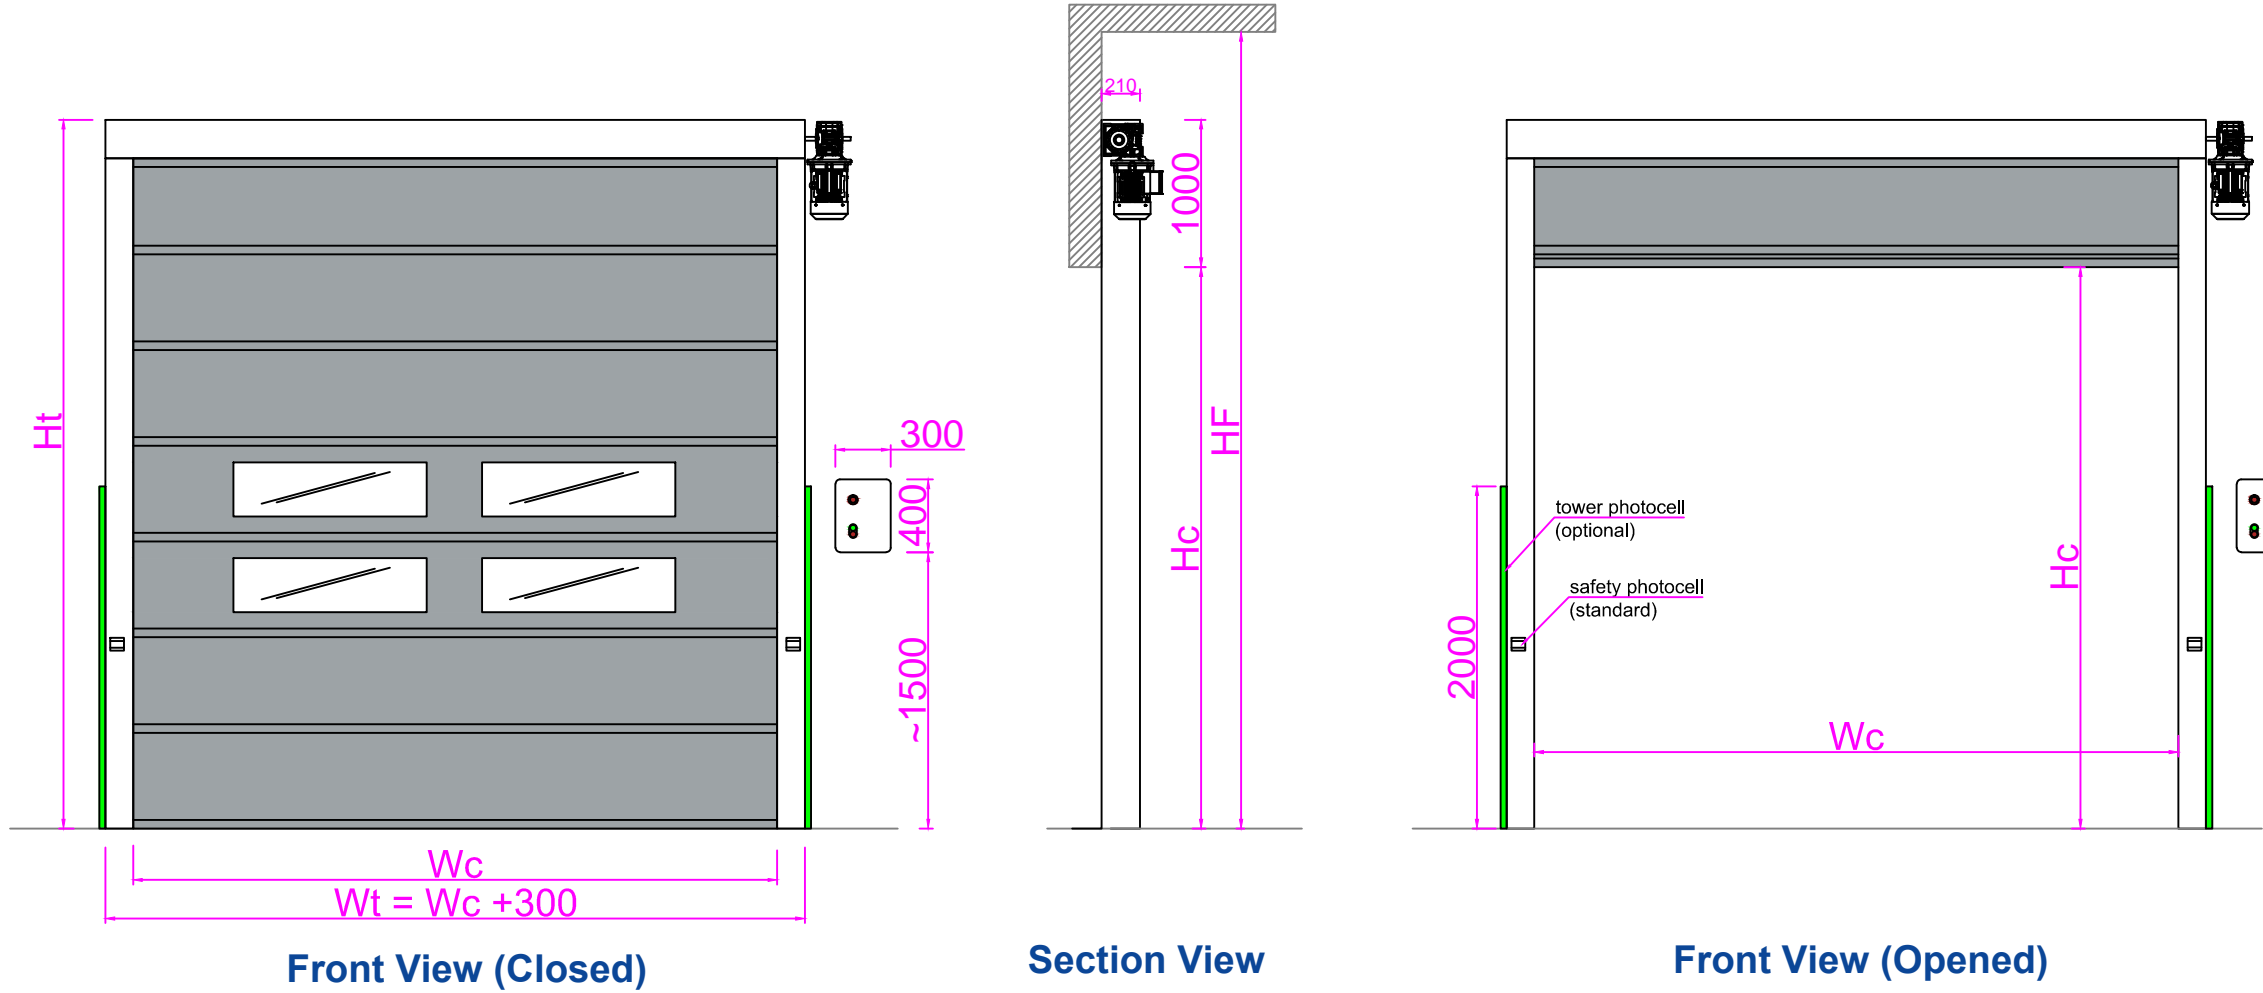 Ht
300
400
~1500
Wc
Wt = Wc +300
Front View (Closed)
210
1000
HF
Hc
Section View
tower photocell
(optional)
safety photocell
(standard)
2000
Hc
Wc
Front View (Opened)